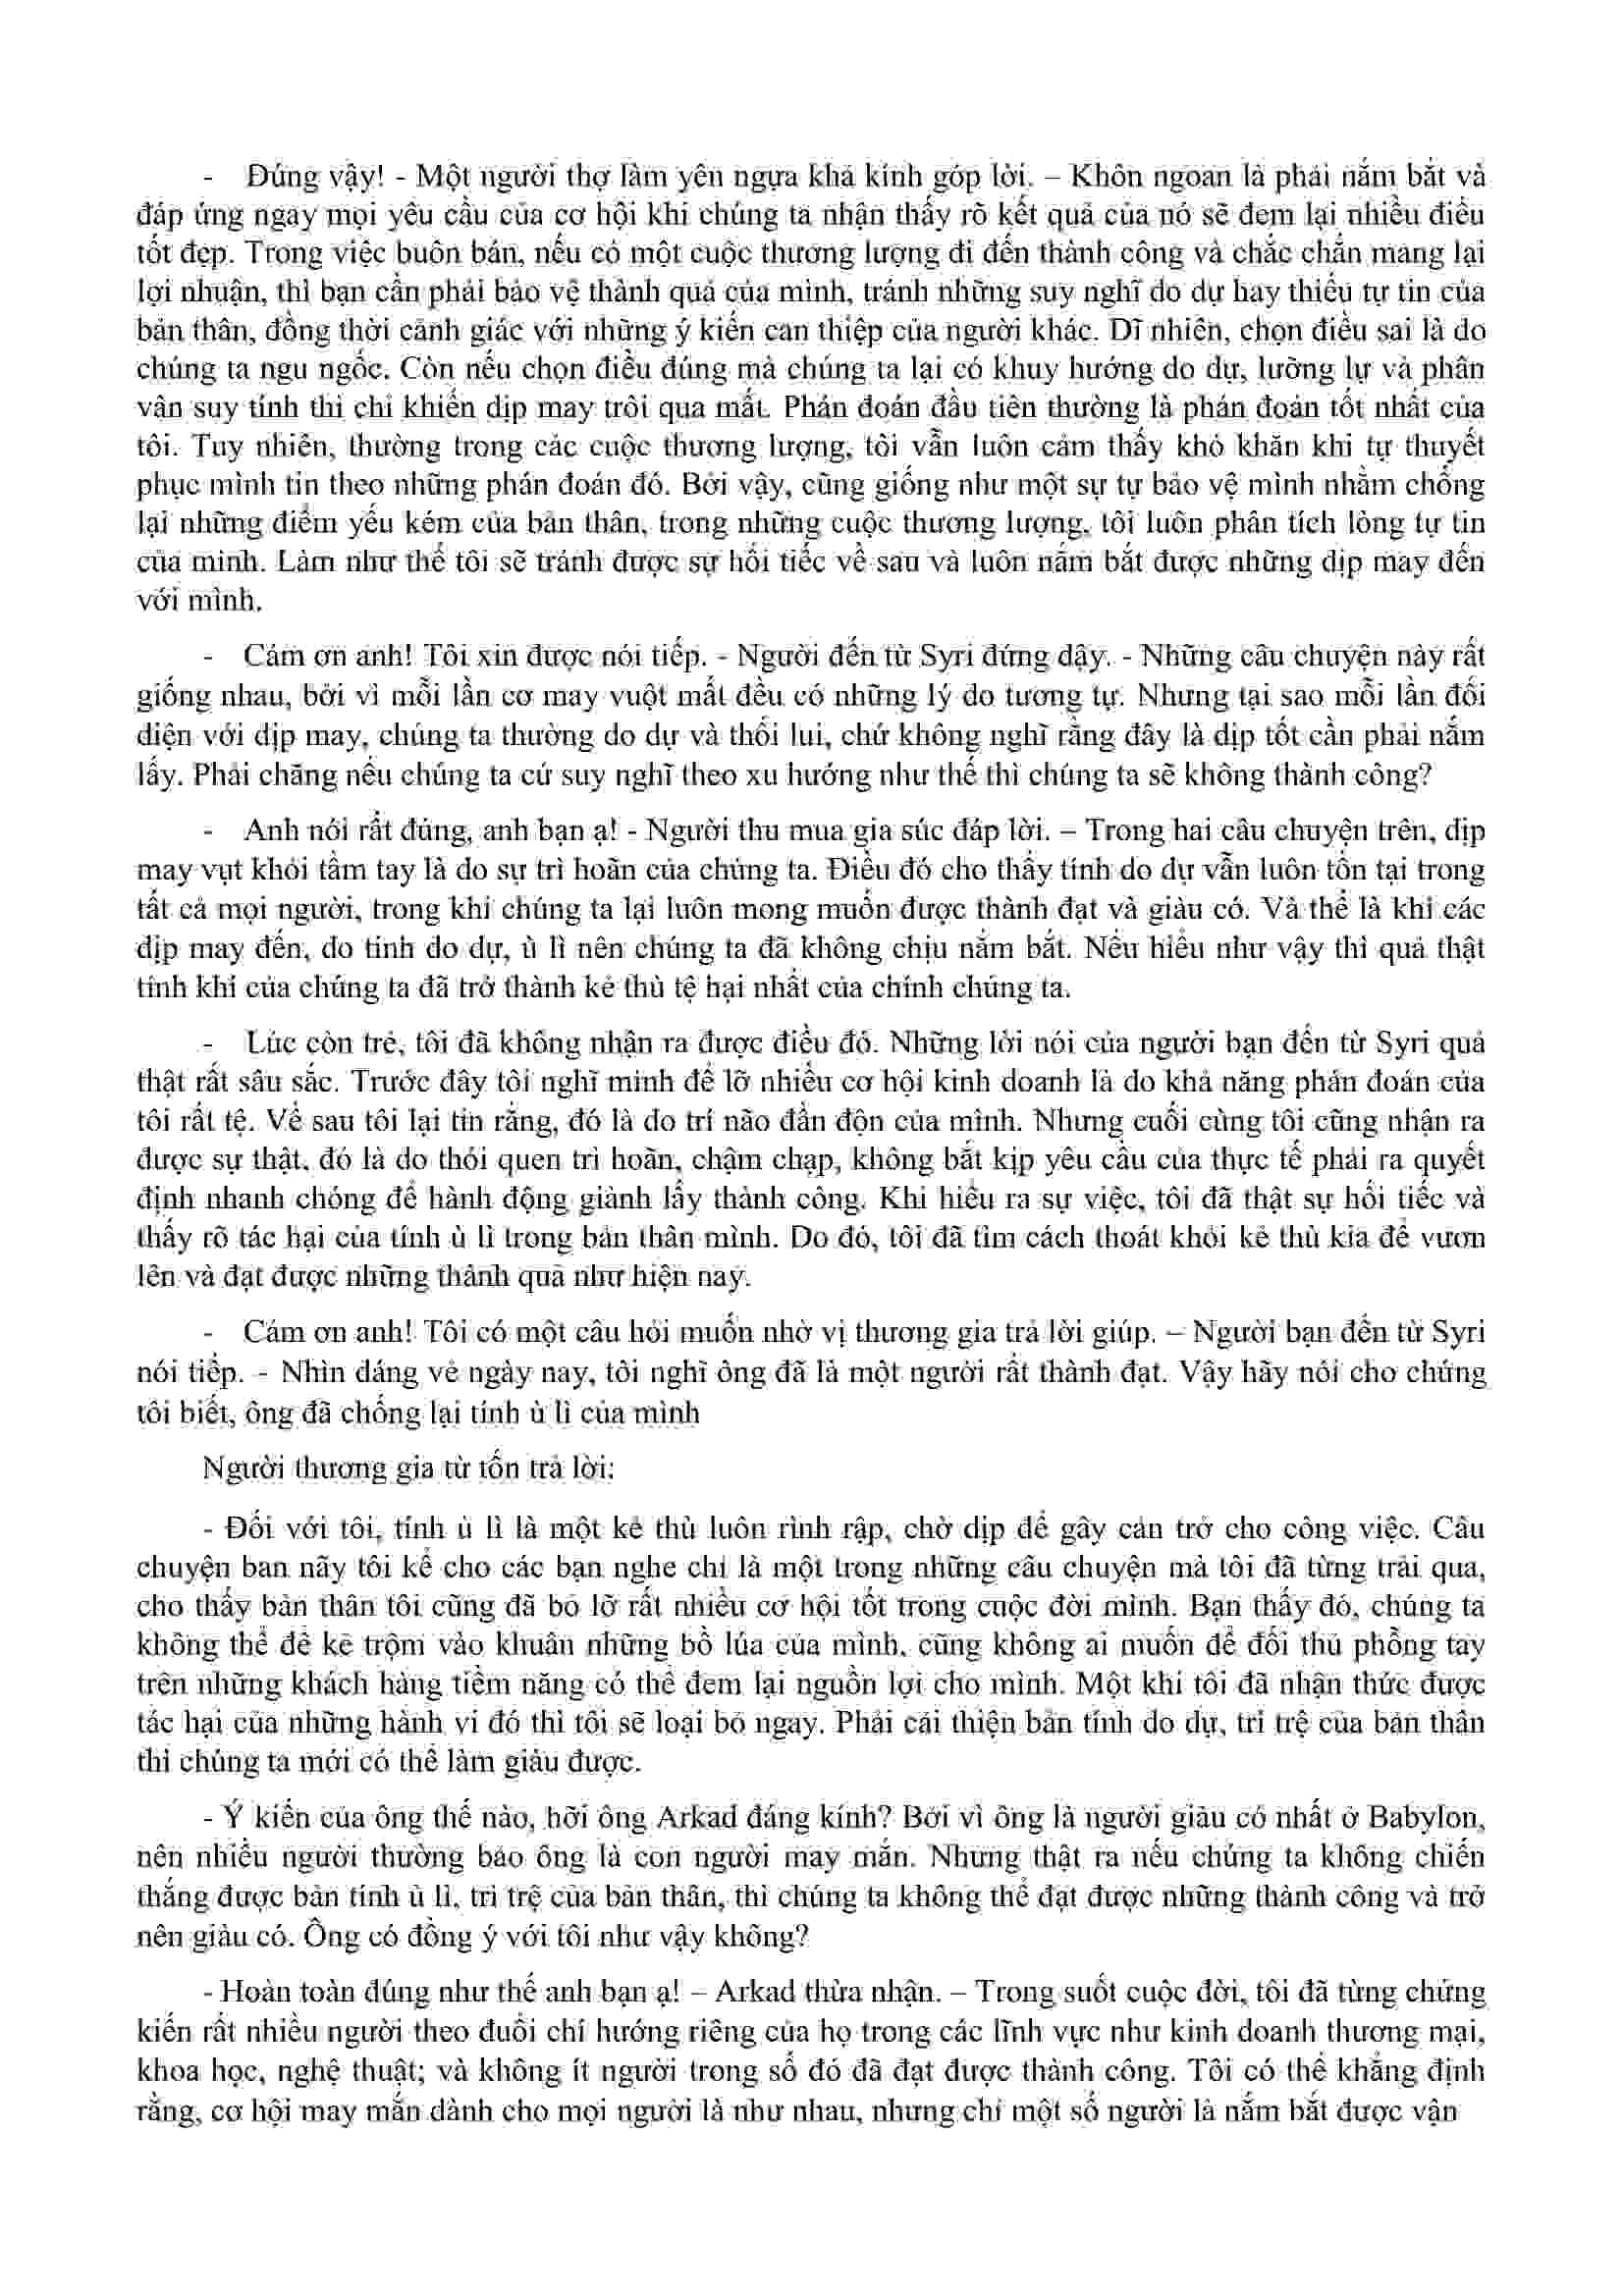 - Đúng vậy! - Một người thợ làm yên ngựa khả kính góp lời. – Khôn ngoan là phải nắm bắt và
đáp ứng ngay mọi yêu cầu của cơ hội khi chúng ta nhận thấy rõ kết quả của nó sẽ đem lại nhiều điều
tốt đẹp. Trong việc buôn bán, nếu có một cuộc thương lượng đi đến thành công và chắc chắn mang lại
lợi nhuận, thì bạn cần phải bảo vệ thành quả của mình, tránh những suy nghĩ do dự hay thiếu tự tin của
bản thân, đồng thời cảnh giác với những ý kiến can thiệp của người khác. Dĩ nhiên, chọn điều sai là do
chúng ta ngu ngốc. Còn nếu chọn điều đúng mà chúng ta lại có khuy hướng do dự, lường lự và phân
vân suy tính thì chỉ khiến dịp may trôi qua mất. Phán đoán đầu tiên thường là phán đoán tốt nhất của
tôi. Tuy nhiên, thường trong các cuộc thương lượng, tôi vẫn luôn cảm thấy khó khăn khi tự thuyết
phục mình tin theo những phán đoán đó. Bởi vậy, cũng giống như một sự tự bảo vệ mình nhằm chống
lại những điểm yếu kém của bản thân, trong những cuộc thương lượng, tôi luôn phân tích lòng tự tin
của mình. Làm như thế tôi sẽ tránh được sự hối tiếc về sau và luôn nắm bắt được những dịp may đến
với mình.
- Cám ơn anh! Tôi xin được nói tiếp. - Người đến từ Syri đứng dậy. - Những câu chuyện này rất
giống nhau, bởi vì mỗi lần cơ may vuột mất đều có những lý do tương tự. Nhưng tại sao mỗi lần đối
diện với dịp may, chúng ta thường do dự và thối lui, chứ không nghĩ rằng đây là dịp tốt cần phải nắm
lấy. Phải chăng nếu chúng ta cứ suy nghĩ theo xu hướng như thế thì chúng ta sẽ không thành công?
- Anh nói rất đúng, anh bạn ạ! - Người thu mua gia súc đáp lời. – Trong hai câu chuyện trên, dịp
may vụt khỏi tầm tay là do sự trì hoãn của chúng ta. Điều đó cho thấy tính do dự vẫn luôn tồn tại trong
tất cả mọi người, trong khi chúng ta lại luôn mong muốn được thành đạt và giàu có. Và thế là khi các
dịp may đến, do tính do dự, ù lì nên chúng ta đã không chịu nắm bắt. Nếu hiểu như vậy thì quả thật
tính khí của chúng ta đã trở thành kẻ thù tệ hại nhất của chính chúng ta.
- Lúc còn trẻ, tôi đã không nhận ra được điều đó. Những lời nói của người bạn đến từ Syri quả
thật rất sâu sắc. Trước đây tôi nghĩ mình để lỡ nhiều cơ hội kinh doanh là do khả năng phán đoán của
tôi rất tệ. Về sau tôi lại tin rằng, đó là do trí não đần độn của mình. Nhưng cuối cùng tôi cũng nhận ra
được sự thật, đó là do thói quen trì hoãn, chậm chạp, không bắt kịp yêu cầu của thực tế phải ra quyết
định nhanh chóng để hành động giành lấy thành công. Khi hiểu ra sự việc, tôi đã thật sự hối tiếc và
thấy rõ tác hại của tính ù lì trong bản thân mình. Do đó, tôi đã tìm cách thoát khỏi kẻ thù kia để vươn
lên và đạt được những thành quả như hiện nay.
- Cám ơn anh! Tôi có một câu hỏi muốn nhờ vị thương gia trả lời giúp. – Người bạn đến từ Syri
nói tiếp. - Nhìn dáng vẻ ngày nay, tôi nghĩ ông đã là một người rất thành đạt. Vậy hãy nói cho chúng
tôi biết, ông đã chống lại tính ù lì của mình
Người thương gia từ tốn trả lời:
- Đối với tôi, tính ù lì là một kẻ thù luôn rình rập, chờ dịp để gây cản trở cho công việc. Câu
chuyện ban nãy tôi kể cho các bạn nghe chỉ là một trong những câu chuyện mà tôi đã từng trải qua,
cho thấy bản thân tôi cũng đã bỏ lỡ rất nhiều cơ hội tốt trong cuộc đời mình. Bạn thấy đó, chúng ta
không thể để kẻ trộm vào khuân những bồ lúa của mình, cũng không ai muốn để đối thủ phỗng tay
trên những khách hàng tiềm năng có thể đem lại nguồn lợi cho mình. Một khi tôi đã nhận thức được
tác hại của những hành vi đó thì tôi sẽ loại bỏ ngay. Phải cải thiện bản tính do dự, trì trệ của bản thân
thì chúng ta mới có thể làm giàu được.
- Ý kiến của ông thế nào, hỡi ông Arkad đáng kính? Bởi vì ông là người giàu có nhất ở Babylon,
nên nhiều người thường bảo ông là con người may mắn. Nhưng thật ra nếu chúng ta không chiến
thắng được bản tính ù lì, trì trệ của bản thân, thì chúng ta không thể đạt được những thành công và trở
nên giàu có. Ông có đồng ý với tôi như vậy không?
- Hoàn toàn đúng như thế anh bạn ạ! – Arkad thừa nhận. – Trong suốt cuộc đời, tôi đã từng chứng
kiến rất nhiều người theo đuổi chí hướng riêng của họ trong các lĩnh vực như kinh doanh thương mại,
khoa học, nghệ thuật; và không ít người trong số đó đã đạt được thành công. Tôi có thể khẳng định
rằng, cơ hội may mắn dành cho mọi người là như nhau, nhưng chỉ một số người là nắm bắt được vận